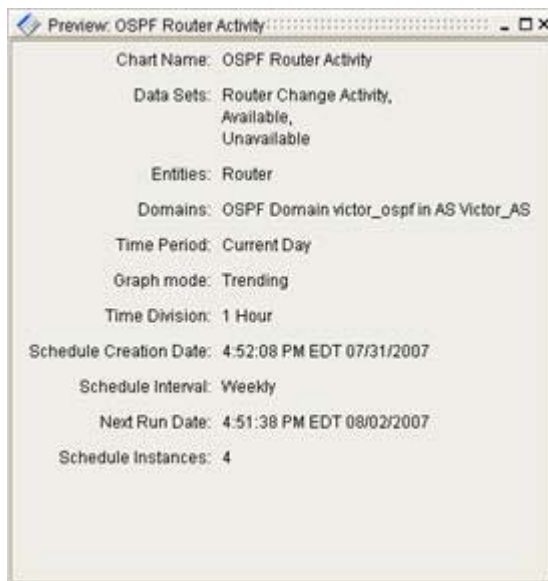 Preview: OSPF Router Activity
Chart Name: OSPF Router Activity
Data Sets: Router Change Activity,
Available,
Unavailable
Entities: Router
Domains: OSPF Domain victor_ospf in AS Victor_AS
Time Period: Current Day
Graph mode: Trending
Time Division: 1 Hour
Schedule Creation Date: 4:52:08 PM EDT 07/31/2007
Schedule Interval: Weekly
Next Run Date: 4:51:38 PM EDT 08/02/2007
Schedule Instances: 4